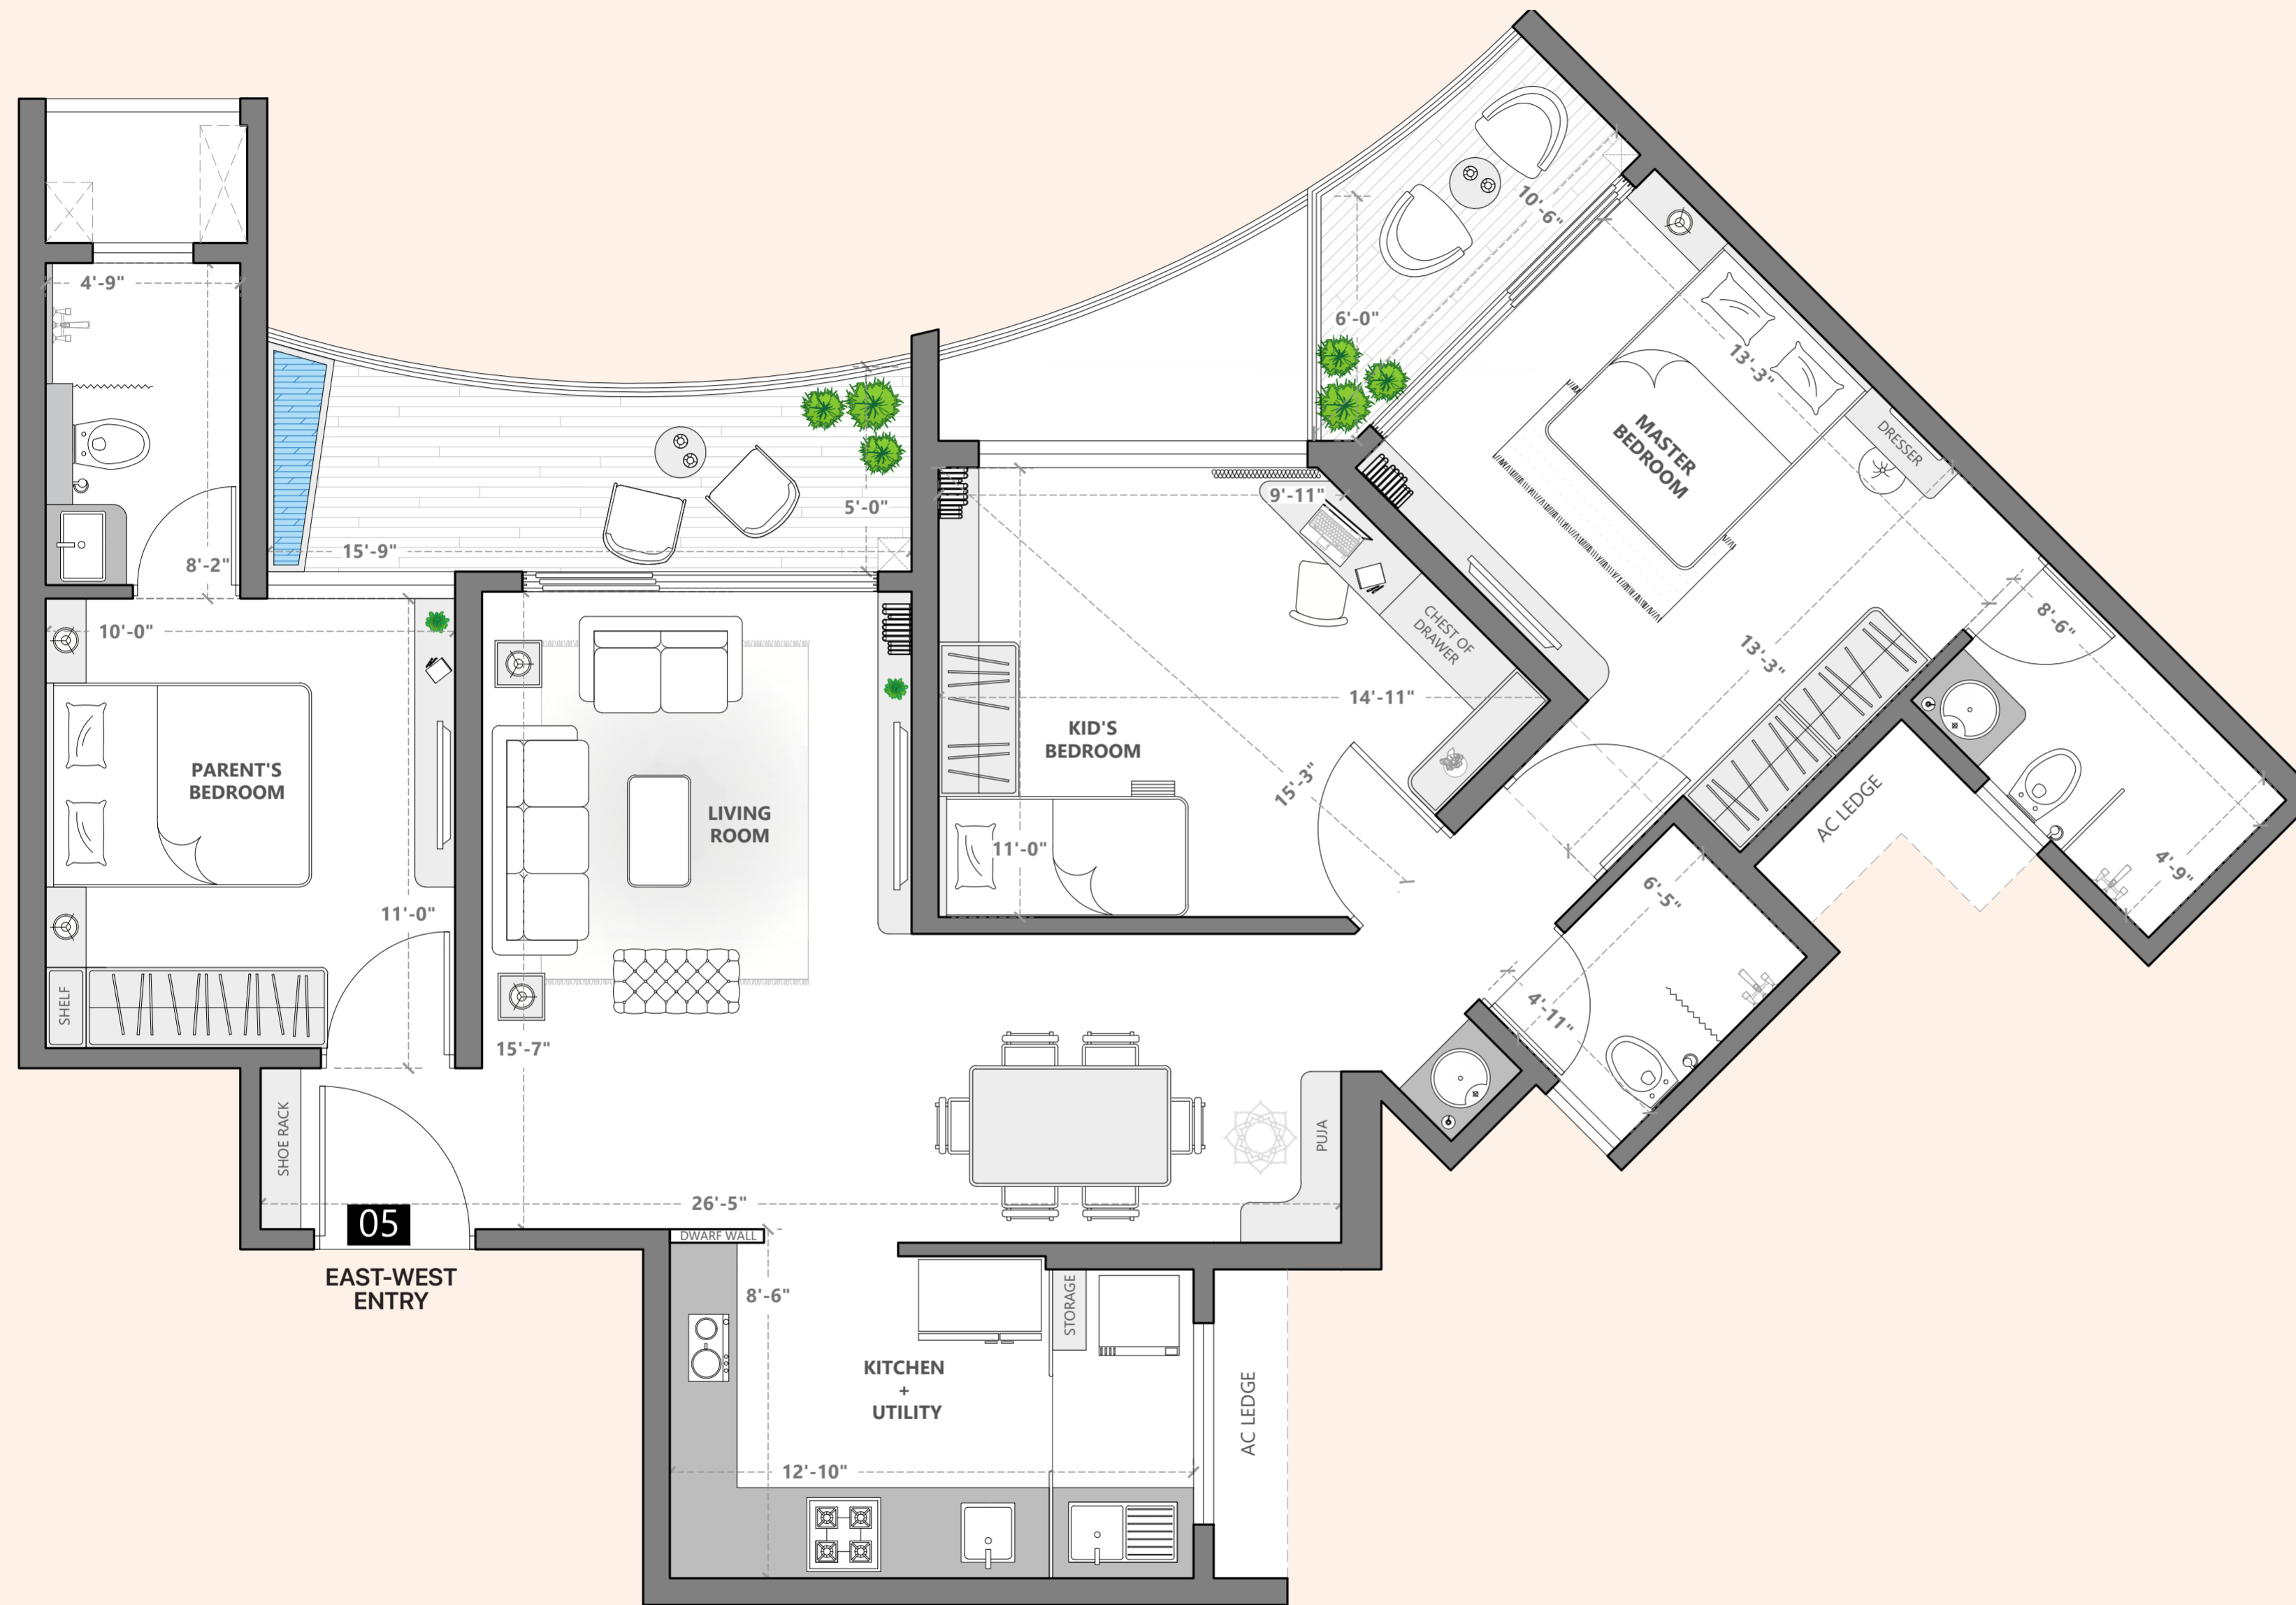 10'-6"
4'-9"
6'-0"
13'-3"
MASTER
BEDROOM
DRESSER
9'-11"
5'-0"
15'-9"
8'-2"
10'-0"
CHEST OF
DRAWER
8'-6"
13'-3"
14'-11"
KID'S
BEDROOM
PARENT'S
BEDROOM
15'-3"
LIVING
ROOM
AC LEDGE
11'-0"
4'-9"
6'-5"
11'-0"
SHELF
4'-11"
15'-7"
SHOE RACK
PUJA
26'-5"
05
DWARF WALL
EAST-WEST
ENTRY
8'-6"
STORAGE
KITCHEN
+
UTILITY
AC LEDGE
12'-10"